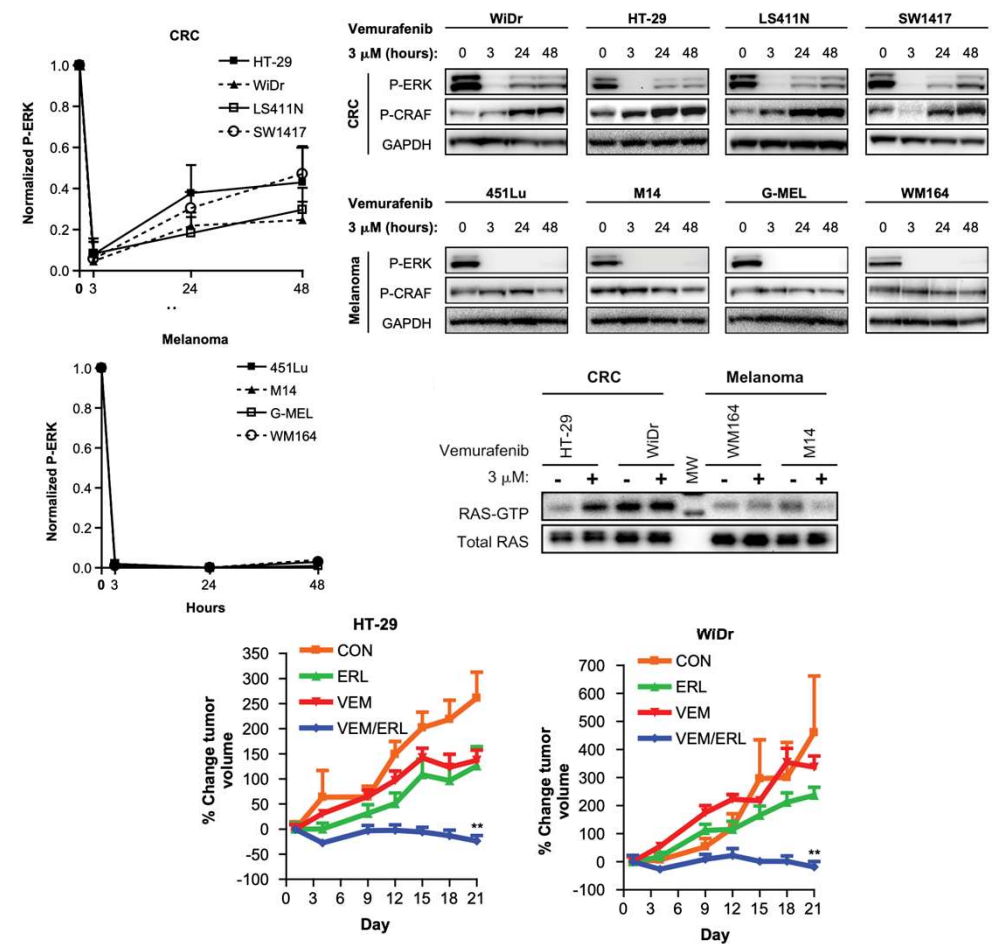 CRC
Normalized P-ERK
1.0
0.8
0.6
0.4
0.2
0.0
0 3 24 48
HT-29
WiDr
LS411N
SW1417
..
Vemurafenib
3 µM (hours):
WiDr HT-29 LS411N SW1417
0 3 24 48 0 3 24 48 0 3 24 48 0 3 24 48
CRC
P-ERK
P-CRAF
GAPDH
Vemurafenib
3 µM (hours):
451Lu M14 G-MEL WM164
0 3 24 48 0 3 24 48 0 3 24 48 0 3 24 48
Melanoma
P-ERK
P-CRAF
GAPDH
Melanoma
Normalized P-ERK
1.0
0.8
0.6
0.4
0.2
0.0
0 3 24 48
Hours
451Lu
M14
G-MEL
WM164
CRC Melanoma
Vemurafenib
3 µM:
HT-29 WiDr MW WM164 M14
- + - + - + - +
RAS-GTP
Total RAS
HT-29
% Change tumor
volume
350
300
250
200
150
100
50
0
-50
-100
CON
ERL
VEM
VEM/ERL
**
0 3 6 9 12 15 18 21
Day
WiDr
% Change tumor
volume
700
600
500
400
300
200
100
0
-100
CON
ERL
VEM
VEM/ERL
**
0 3 6 9 12 15 18 21
Day